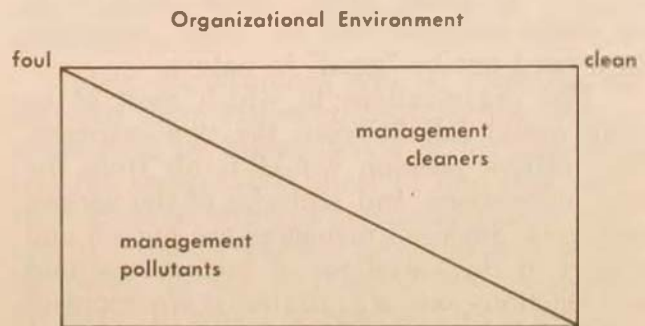 Organizational Environment
foul
clean
management
cleaners
management
pollutants